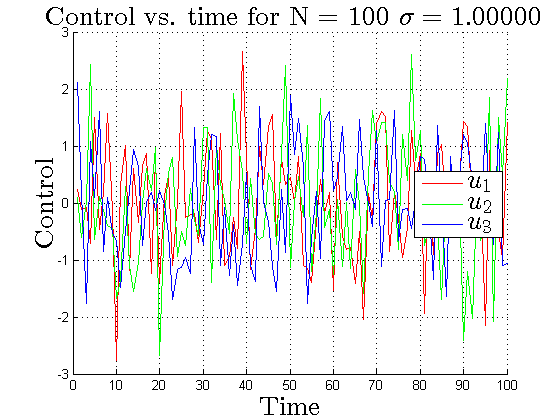 Control vs. time for N = 100 σ = 1.00000
3
2
1
0
-1
-2
-3
Control
u1
u2
u3
0 10 20 30 40 50 60 70 80 90 100
Time